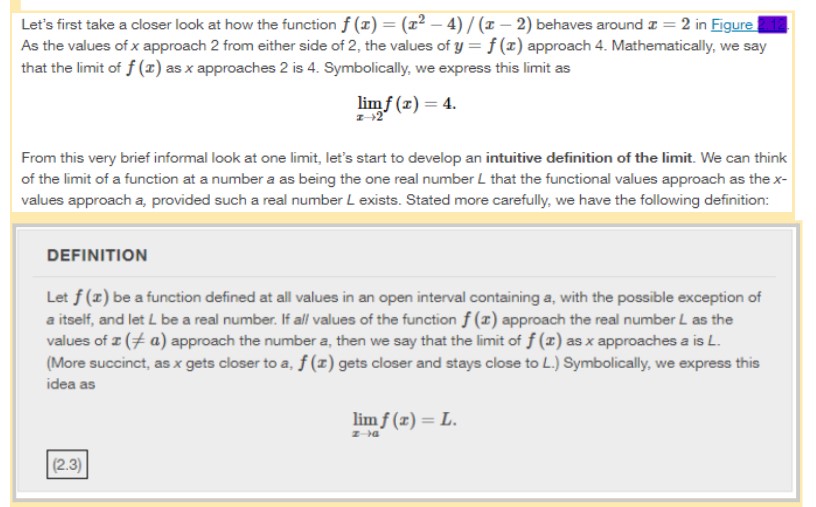 Let's first take a closer look at how the function f (x) = (x² − 4) / (x − 2) behaves around x = 2 in Figure
As the values of x approach 2 from either side of 2, the values of y = f (x) approach 4. Mathematically, we say
that the limit of f (x) as x approaches 2 is 4. Symbolically, we express this limit as
lim f (x) = 4.
x→2
From this very brief informal look at one limit, let's start to develop an intuitive definition of the limit. We can think
of the limit of a function at a number a as being the one real number L that the functional values approach as the x-
values approach a, provided such a real number L exists. Stated more carefully, we have the following definition:
DEFINITION
Let f (x) be a function defined at all values in an open interval containing a, with the possible exception of
a itself, and let L be a real number. If all values of the function f (x) approach the real number L as the
values of x (≠ a) approach the number a, then we say that the limit of f (x) as x approaches a is L.
(More succinct, as x gets closer to a, f (x) gets closer and stays close to L.) Symbolically, we express this
idea as
lim f (x) = L.
x→a
(2.3)